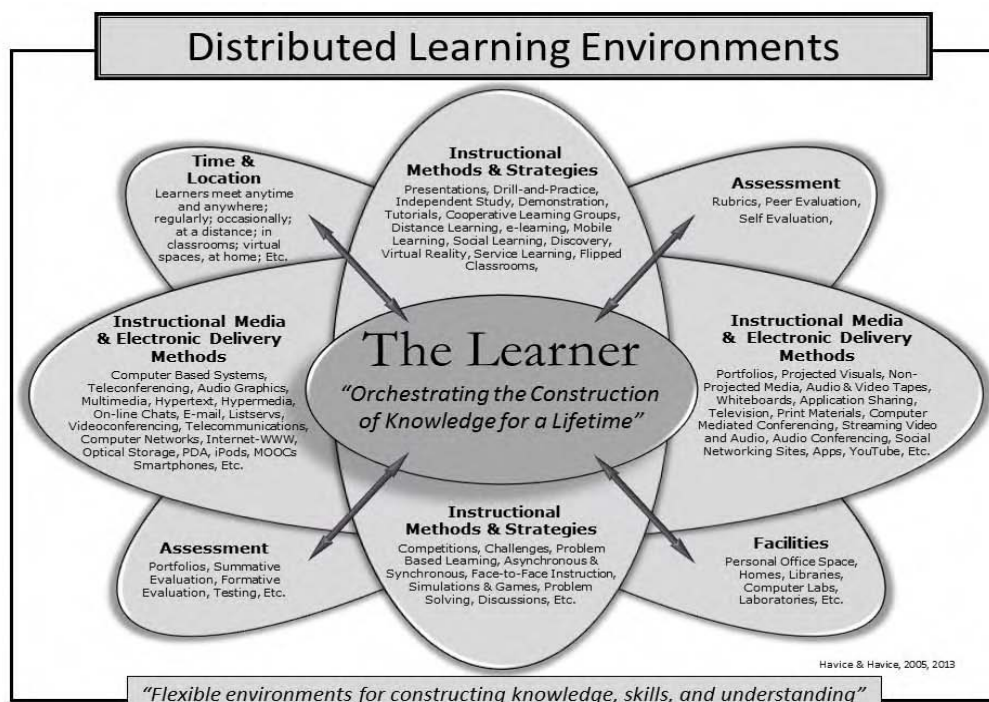 Distributed Learning Environments
Time &
Location
Learners meet anytime
and anywhere;
regularly; occasionally;
at a distance; in
classrooms; virtual
spaces, at home; Etc.
Instructional
Methods & Strategies
Presentations, Drill-and-Practice,
Independent Study, Demonstration,
Tutorials, Cooperative Learning Groups,
Distance Learning, e-learning, Mobile
Learning, Social Learning, Discovery,
Virtual Reality, Service Learning, Flipped
Classrooms,
Assessment
Rubrics, Peer Evaluation,
Self Evaluation,
Instructional Media
& Electronic Delivery
Methods
Computer Based Systems,
Teleconferencing, Audio Graphics,
Multimedia, Hypertext, Hypermedia,
On-line Chats, E-mail, Listservs,
Videoconferencing, Telecommunications,
Computer Networks, Internet-WWW,
Optical Storage, PDA, iPods, MOOCs
Smartphones, Etc.
The Learner
“Orchestrating the Construction
of Knowledge for a Lifetime”
Instructional Media
& Electronic Delivery
Methods
Portfolios, Projected Visuals, Non-
Projected Media, Audio & Video Tapes,
Whiteboards, Application Sharing,
Television, Print Materials, Computer
Mediated Conferencing, Streaming Video
and Audio, Audio Conferencing, Social
Networking Sites, Apps, YouTube, Etc.
Assessment
Portfolios, Summative
Evaluation, Formative
Evaluation, Testing, Etc.
Instructional
Methods & Strategies
Competitions, Challenges, Problem
Based Learning, Asynchronous &
Synchronous, Face-to-Face Instruction,
Simulations & Games, Problem
Solving, Discussions, Etc.
Facilities
Personal Office Space,
Homes, Libraries,
Computer Labs,
Laboratories, Etc.
Havice & Havice, 2005, 2013
“Flexible environments for constructing knowledge, skills, and understanding”